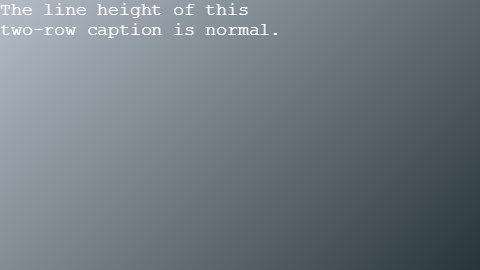 The line height of this
two-row caption is normal.